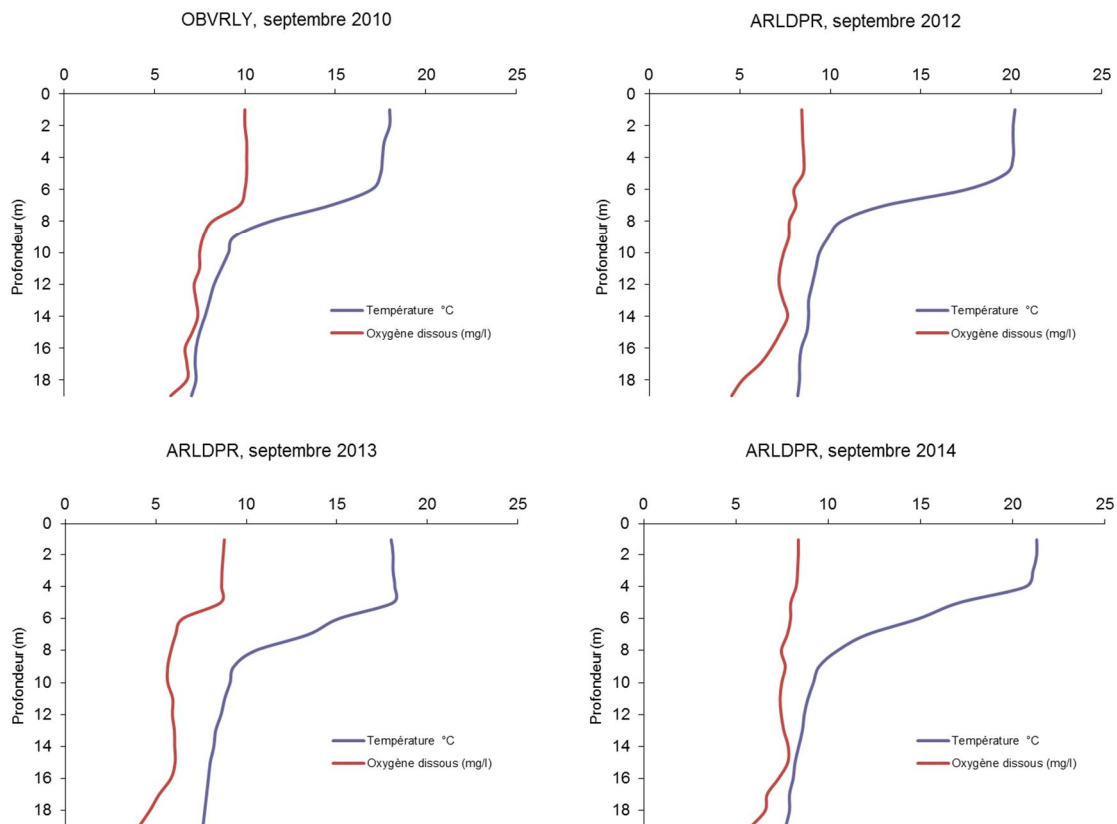 OBVRLY, septembre 2010
0 5 10 15 20 25
0
2
4
6
8
10
12
14
16
18
Profondeur (m)
Température °C
Oxygène dissous (mg/l)
ARLDPR, septembre 2012
0 5 10 15 20 25
0
2
4
6
8
10
12
14
16
18
Profondeur (m)
Température °C
Oxygène dissous (mg/l)
ARLDPR, septembre 2013
0 5 10 15 20 25
0
2
4
6
8
10
12
14
16
18
Profondeur (m)
Température °C
Oxygène dissous (mg/l)
ARLDPR, septembre 2014
0 5 10 15 20 25
0
2
4
6
8
10
12
14
16
18
Profondeur (m)
Température °C
Oxygène dissous (mg/l)